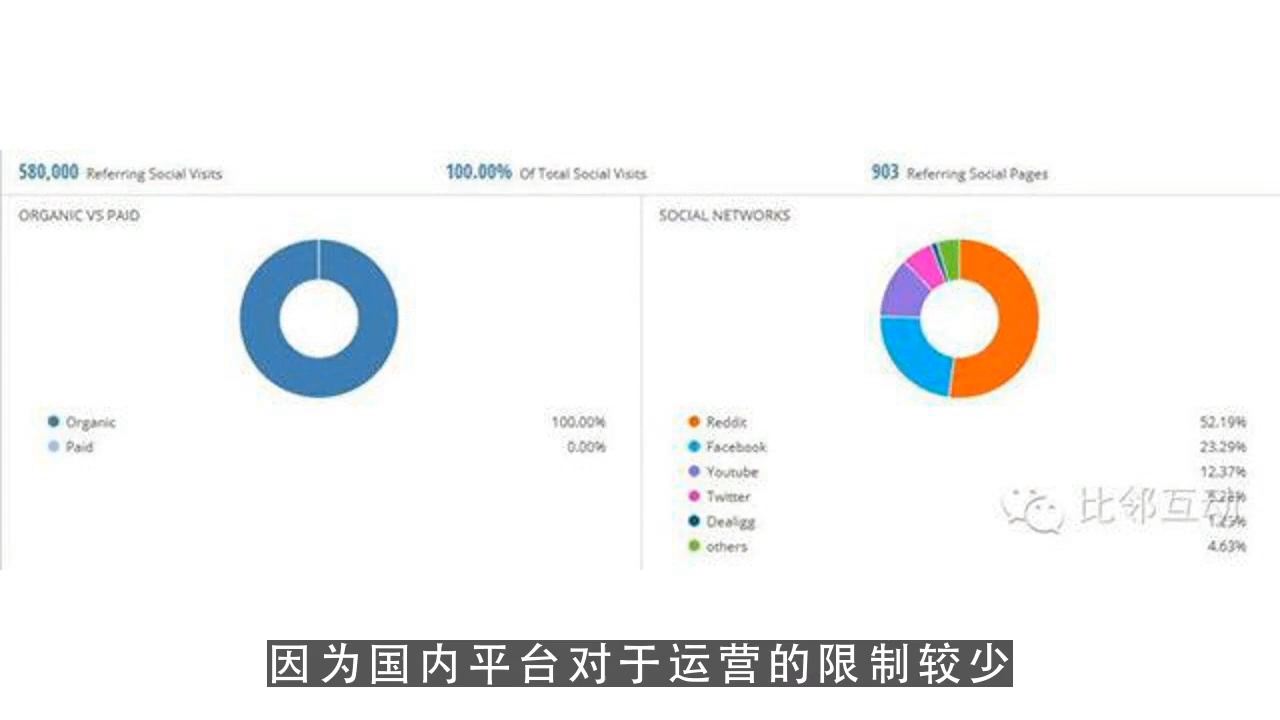 580,000 Referring Social Visits
100.00% Of Total Social Visits
903 Referring Social Pages
ORGANIC VS PAID
Organic 100.00%
Paid 0.00%
SOCIAL NETWORKS
Reddit 52.19%
Facebook 23.29%
Youtube 12.37%
Twitter
Dealigg
others 4.63%
比邻互动
因为国内平台对于运营的限制较少